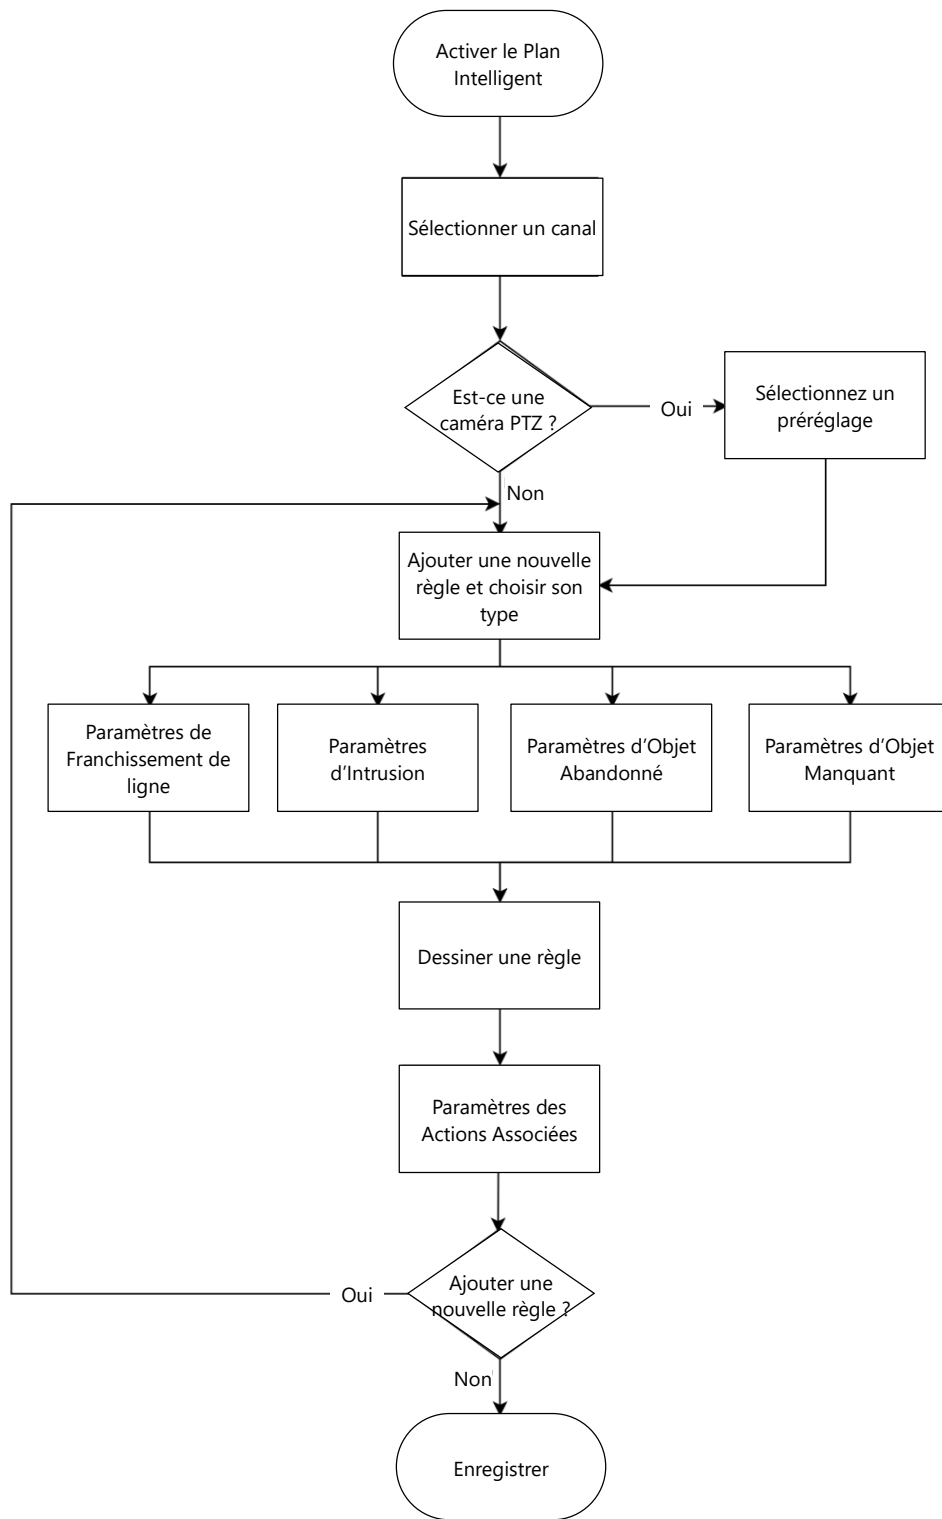 Activer le Plan
Intelligent
Sélectionner un canal
Est-ce une
caméra PTZ ?
Oui
Sélectionnez un
préréglage
Non
Ajouter une nouvelle
règle et choisir son
type
Paramètres de
Franchissement de
ligne
Paramètres
d’Intrusion
Paramètres d’Objet
Abandonné
Paramètres d’Objet
Manquant
Dessiner une règle
Paramètres des
Actions Associées
Ajouter une
nouvelle règle ?
Oui
Non
Enregistrer